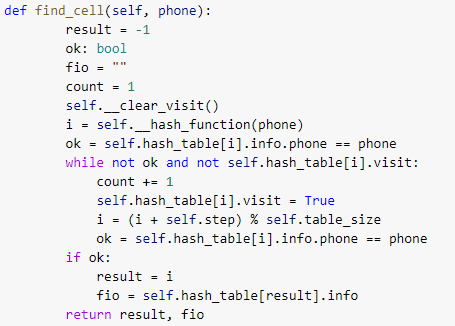 def find_cell(self, phone):
        result = -1
        ok: bool
        fio = ""
        count = 1
        self.__clear_visit()
        i = self.__hash_function(phone)
        ok = self.hash_table[i].info.phone == phone
        while not ok and not self.hash_table[i].visit:
            count += 1
            self.hash_table[i].visit = True
            i = (i + self.step) % self.table_size
            ok = self.hash_table[i].info.phone == phone
        if ok:
            result = i
            fio = self.hash_table[result].info
        return result, fio